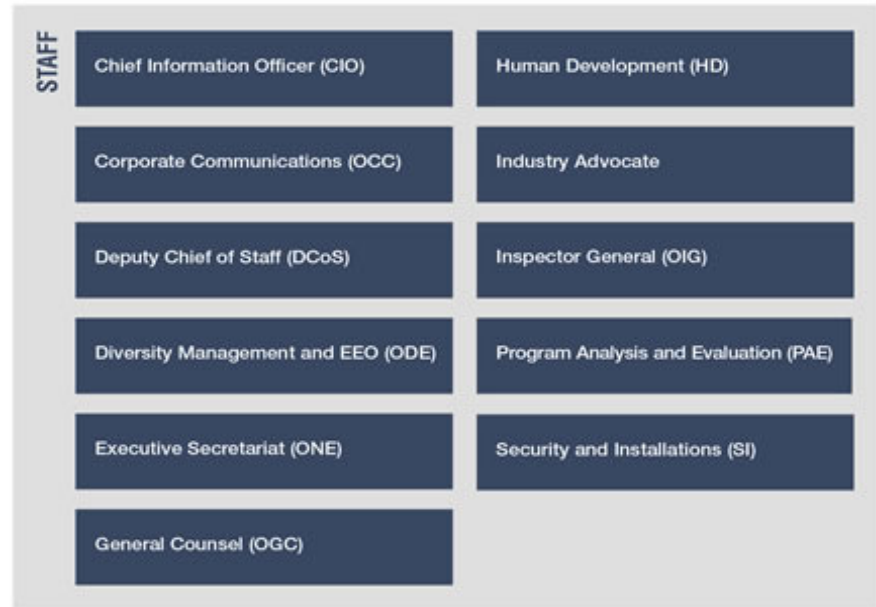 STAFF
Chief Information Officer (CIO)
Corporate Communications (OCC)
Deputy Chief of Staff (DCoS)
Diversity Management and EEO (ODE)
Executive Secretariat (ONE)
General Counsel (OGC)
Human Development (HD)
Industry Advocate
Inspector General (OIG)
Program Analysis and Evaluation (PAE)
Security and Installations (SI)